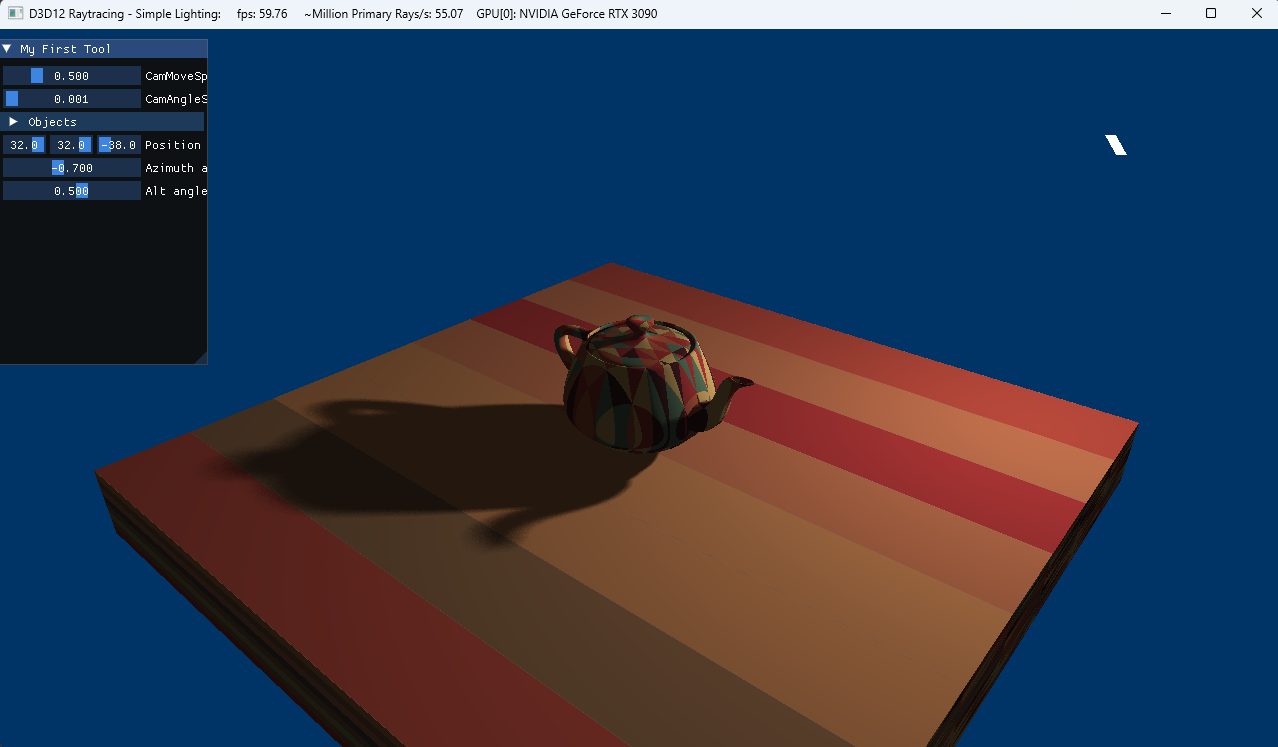 D3D12 Raytracing - Simple Lighting: fps: 59.76 ~Million Primary Rays/s: 55.07 GPU[0]: NVIDIA GeForce RTX 3090
My First Tool
0.500 CamMoveSp
0.001 CamAngleS
Objects
32.0 32.0 -38.0 Position
-0.700 Azimuth a
0.500 Alt angle